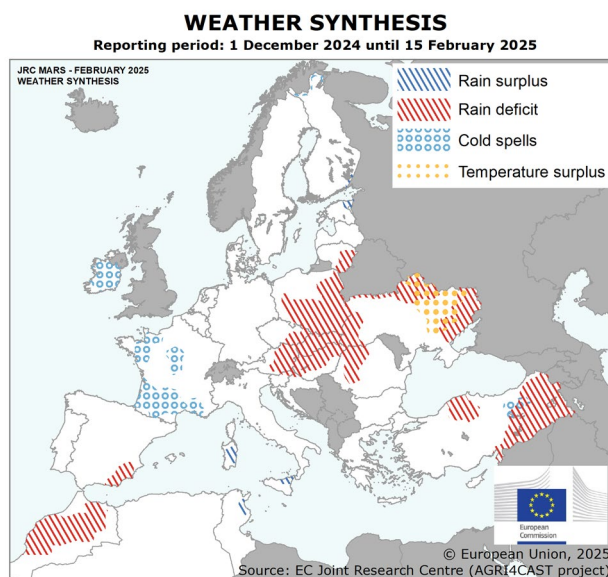 WEATHER SYNTHESIS
Reporting period: 1 December 2024 until 15 February 2025
JRC MARS - FEBRUARY 2025
WEATHER SYNTHESIS
Rain surplus
Rain deficit
Cold spells
Temperature surplus
European
Commission
© European Union, 2025
Source: EC Joint Research Centre (AGRI4CAST project)